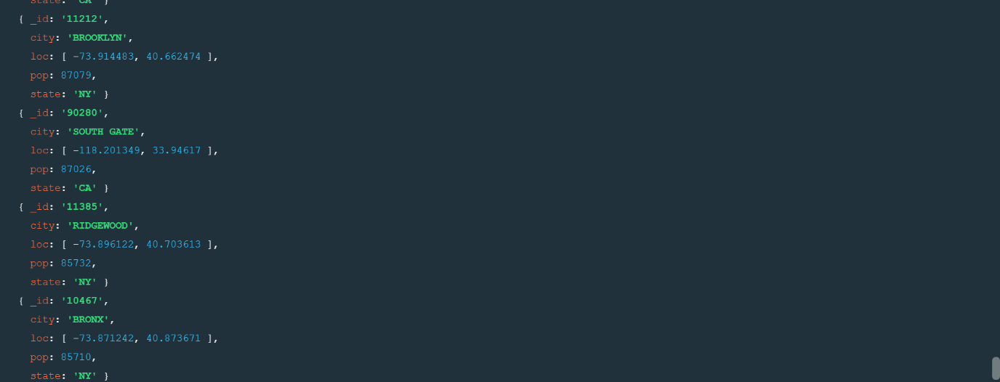 state: 'CA' }
{ _id: '11212',
city: 'BROOKLYN',
loc: [ -73.914483, 40.662474 ],
pop: 87079,
state: 'NY' }
{ _id: '90280',
city: 'SOUTH GATE',
loc: [ -118.201349, 33.94617 ],
pop: 87026,
state: 'CA' }
{ _id: '11385',
city: 'RIDGEWOOD',
loc: [ -73.896122, 40.703613 ],
pop: 85732,
state: 'NY' }
{ _id: '10467',
city: 'BRONX',
loc: [ -73.871242, 40.873671 ],
pop: 85710,
state: 'NY' }